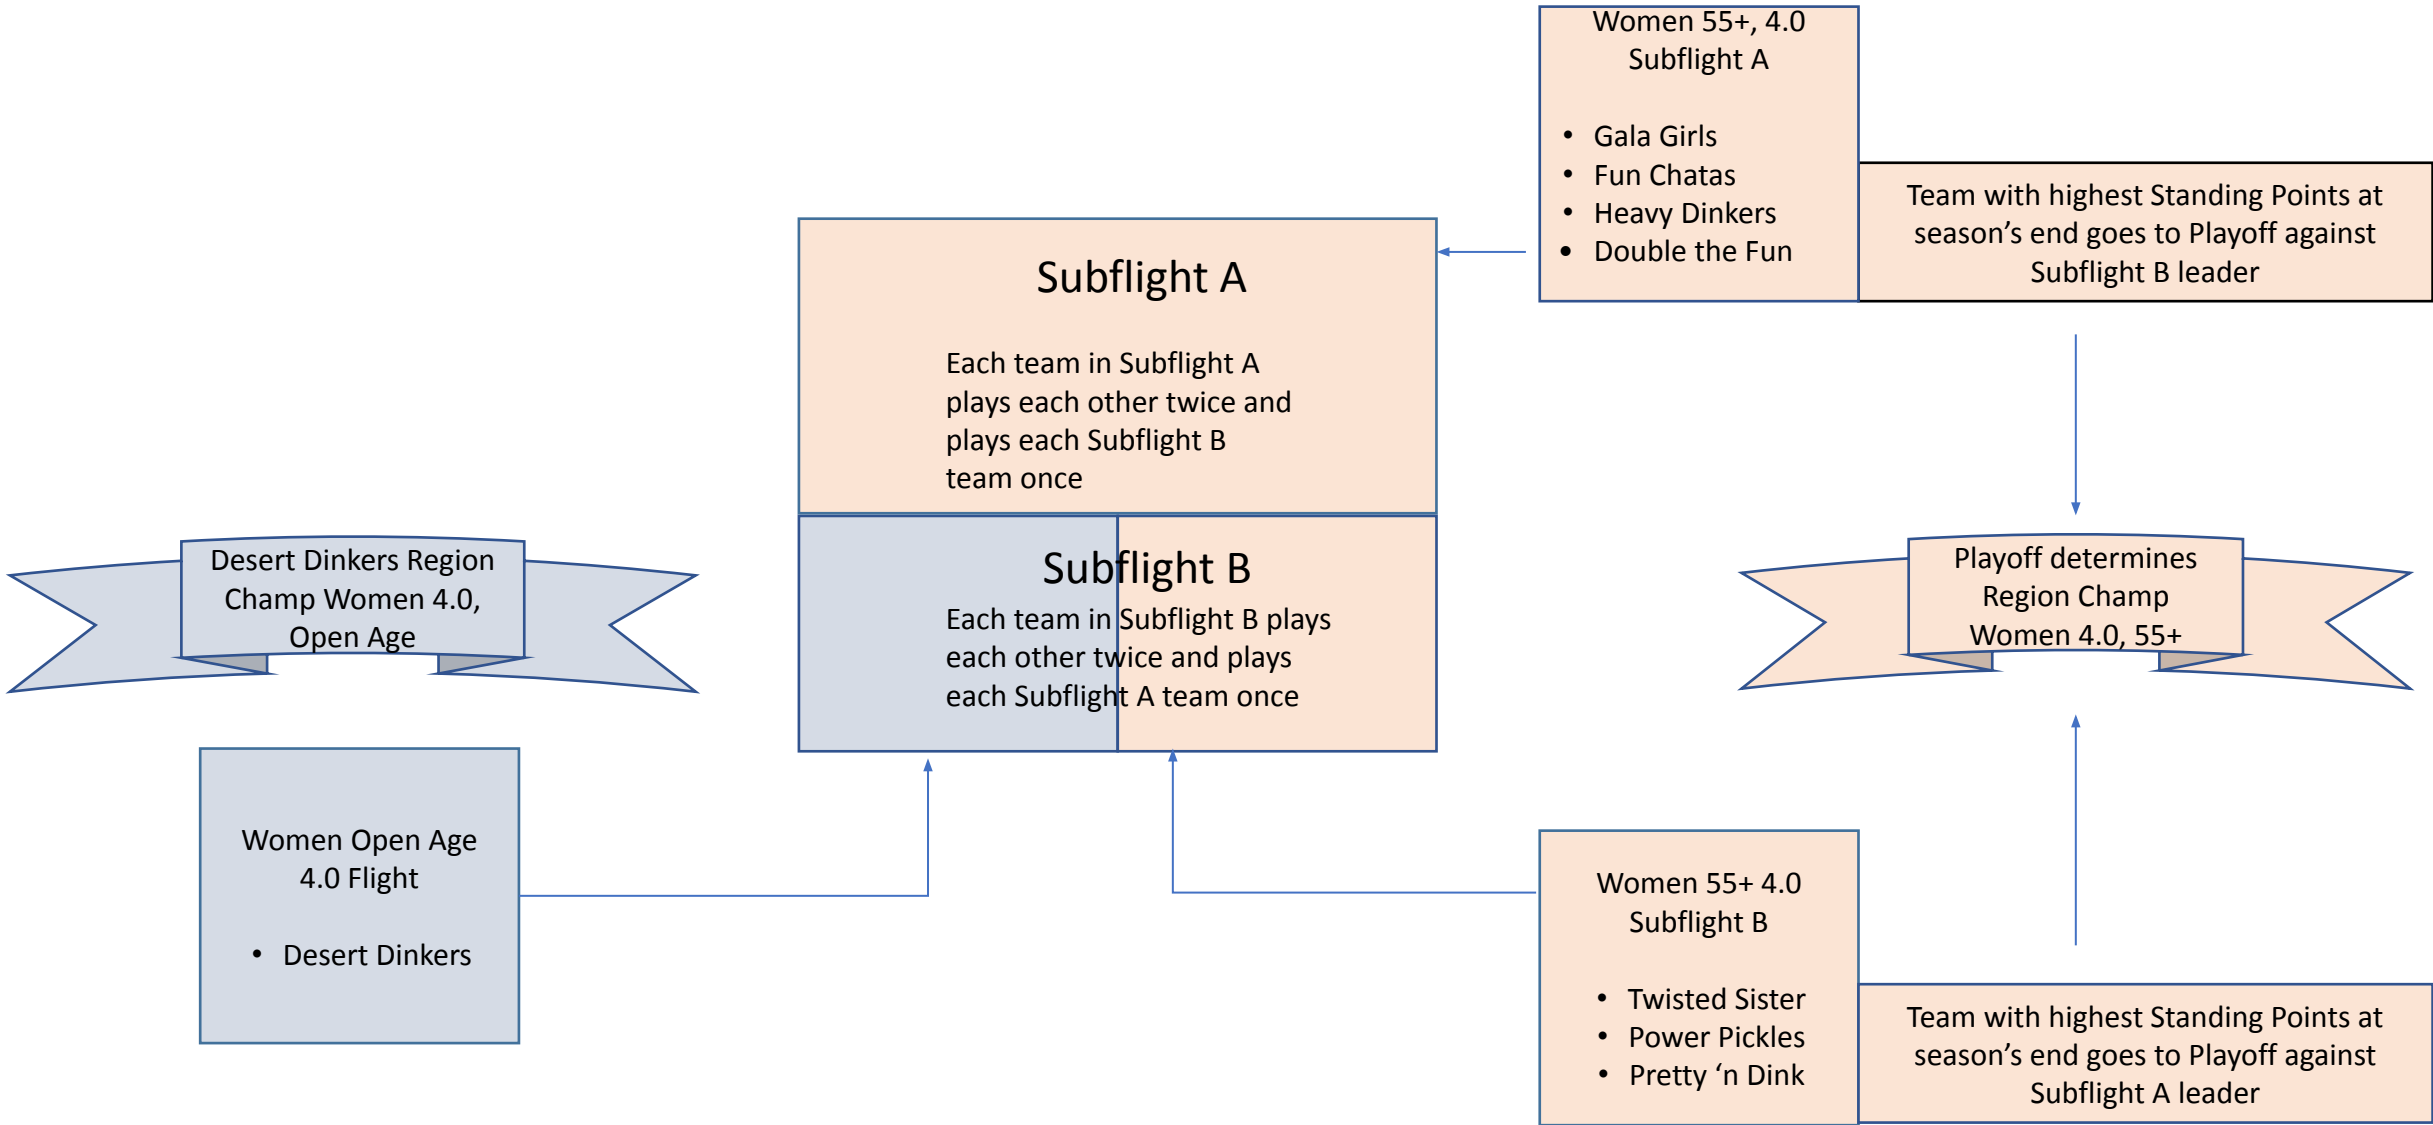 Women 55+, 4.0
Subflight A
• Gala Girls
• Fun Chatas
• Heavy Dinkers
• Double the Fun
Team with highest Standing Points at
season’s end goes to Playoff against
Subflight B leader
Subflight A
Each team in Subflight A
plays each other twice and
plays each Subflight B
team once
Subflight B
Each team in Subflight B plays
each other twice and plays
each Subflight A team once
Desert Dinkers Region
Champ Women 4.0,
Open Age
Playoff determines
Region Champ
Women 4.0, 55+
Women Open Age
4.0 Flight
• Desert Dinkers
Women 55+ 4.0
Subflight B
• Twisted Sister
• Power Pickles
• Pretty ‘n Dink
Team with highest Standing Points at
season’s end goes to Playoff against
Subflight A leader